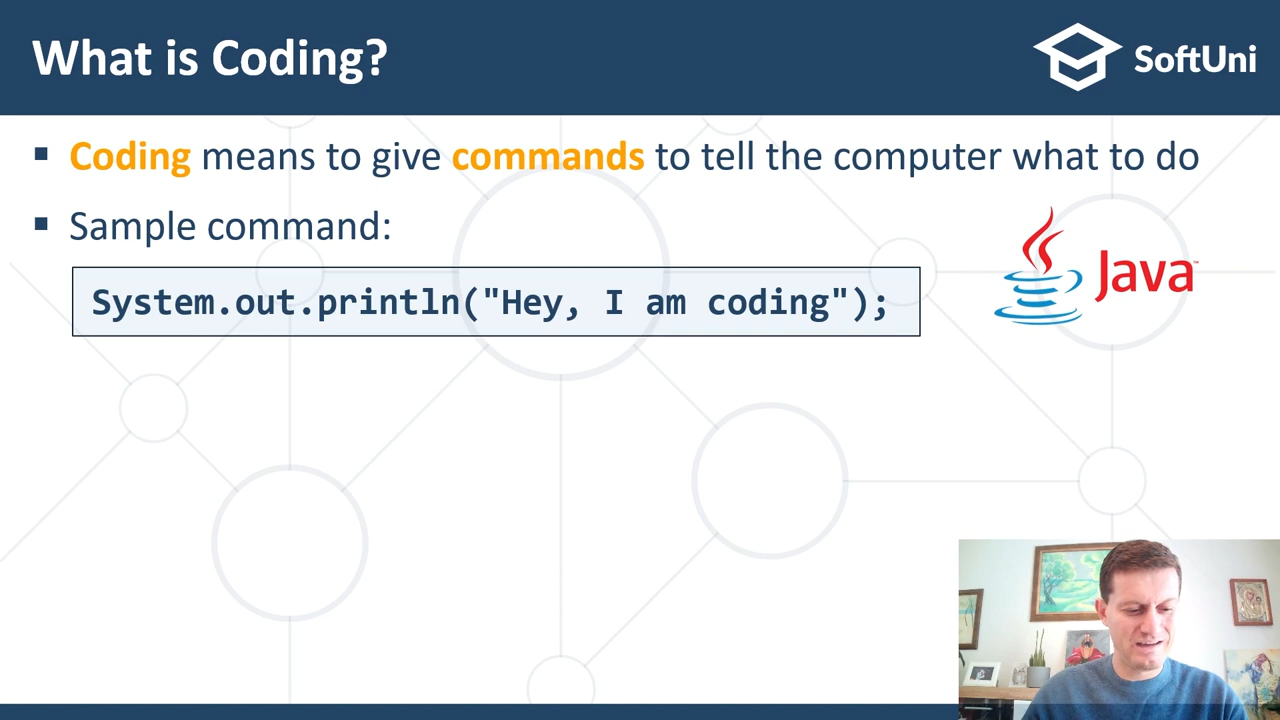 What is Coding?
SoftUni
Coding means to give commands to tell the computer what to do
Sample command:
System.out.println("Hey, I am coding");
Java™